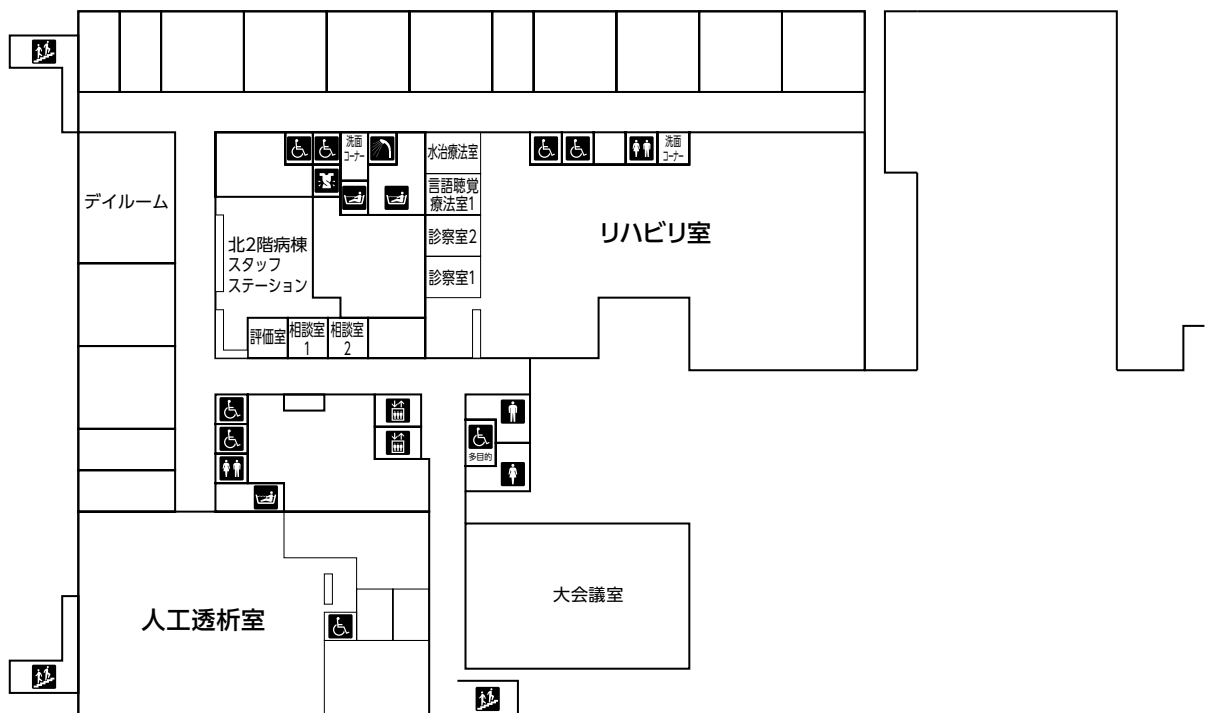 洗面
コーナー
水治療法室
洗面
コーナー
言語聴覚
療法室1
デイルーム
診察室2
リハビリ室
北2階病棟
スタッフ
ステーション
診察室1
評価室
相談室
1
相談室
2
多目的
大会議室
人工透析室